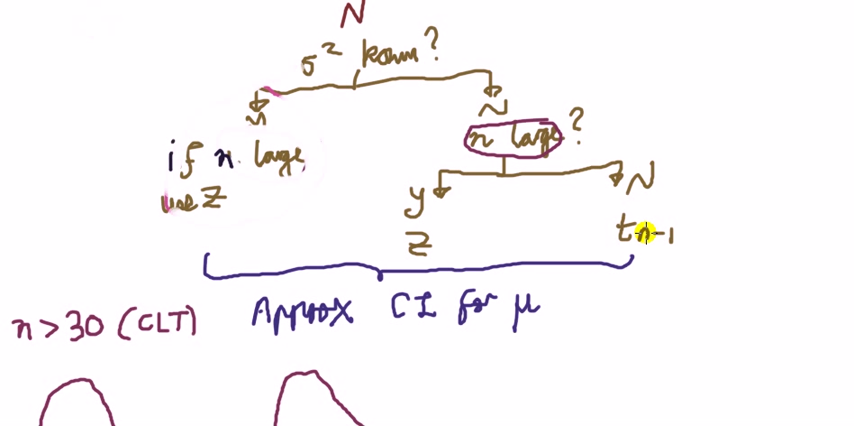 N
σ² known?
y N
if n large, n large?
use Z y N
Z tn-1
Approx CI for μ
n > 30 (CLT)